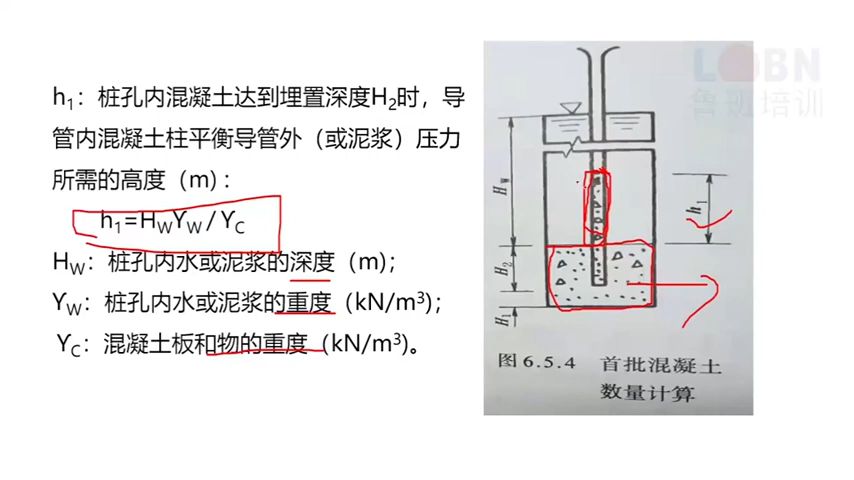 LOBN
鲁班培训
h₁：桩孔内混凝土达到埋置深度H₂时，导
管内混凝土柱平衡导管外（或泥浆）压力
所需的高度（m)：
h₁=HWYW / YC
HW：桩孔内水或泥浆的深度（m)；
YW：桩孔内水或泥浆的重度（kN/m³)；
YC：混凝土板和物的重度（kN/m³)。
HW
h₁
H₂
H₁
图 6.5.4 首批混凝土
数量计算